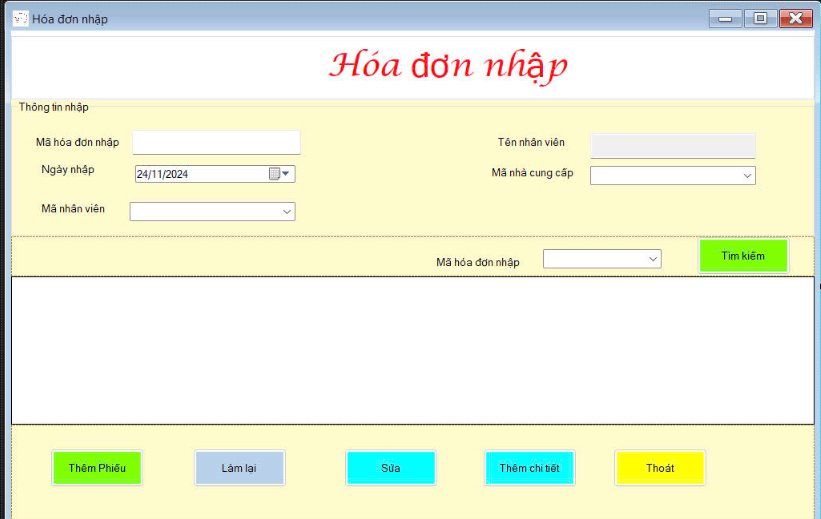 Hóa đơn nhập
Hóa đơn nhập
Thông tin nhập
Mã hóa đơn nhập
Tên nhân viên
Ngày nhập
24/11/2024
Mã nhà cung cấp
Mã nhân viên
Mã hóa đơn nhập
Tìm kiếm
Thêm Phiếu
Làm lại
Sửa
Thêm chi tiết
Thoát